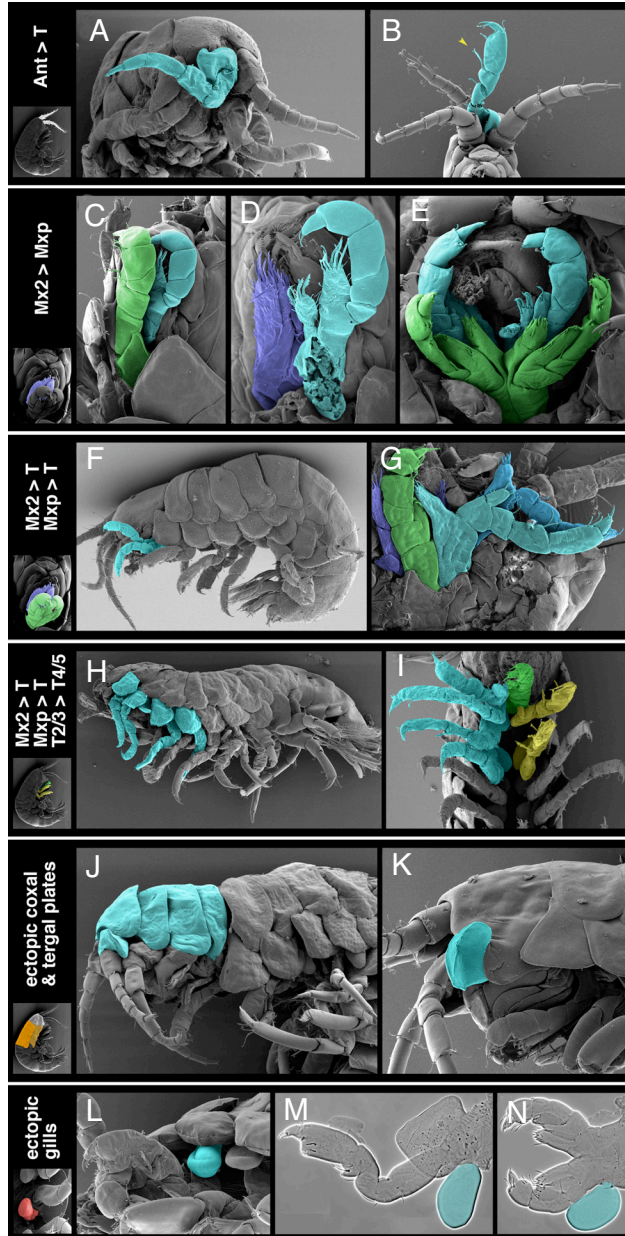 Ant > T
A
B
Mx2 > Mxp
C
D
E
Mx2 > T
Mxp > T
F
G
Mx2 > T
Mxp > T
T2/3 > T4/5
H
I
ectopic coxal
& tergal plates
J
K
ectopic
gills
L
M
N